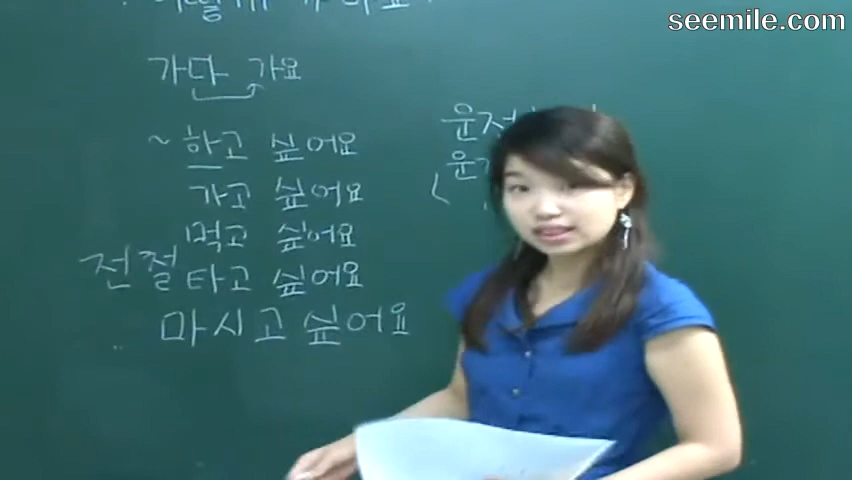 seemile.com
가다 가요
~ 하고 싶어요
가고 싶어요
먹고 싶어요
전철 타고 싶어요
마시고 싶어요
운전